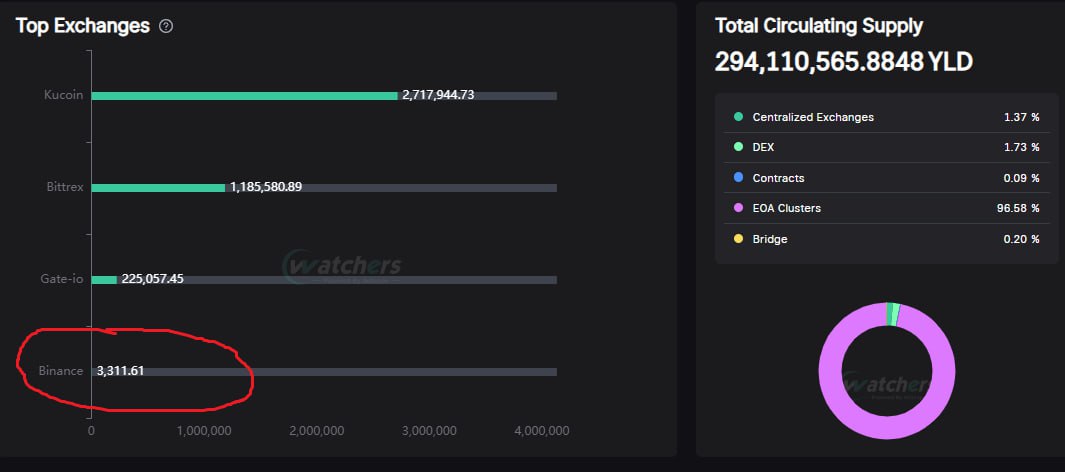 Top Exchanges ?
Kucoin 2,717,944.73
Bittrex 1,185,580.89
Gate-io 225,057.45
Binance 3,311.61
0 1,000,000 2,000,000 3,000,000 4,000,000
Watchers
Total Circulating Supply
294,110,565.8848 YLD
Centralized Exchanges 1.37 %
DEX 1.73 %
Contracts 0.09 %
EOA Clusters 96.58 %
Bridge 0.20 %
Watchers